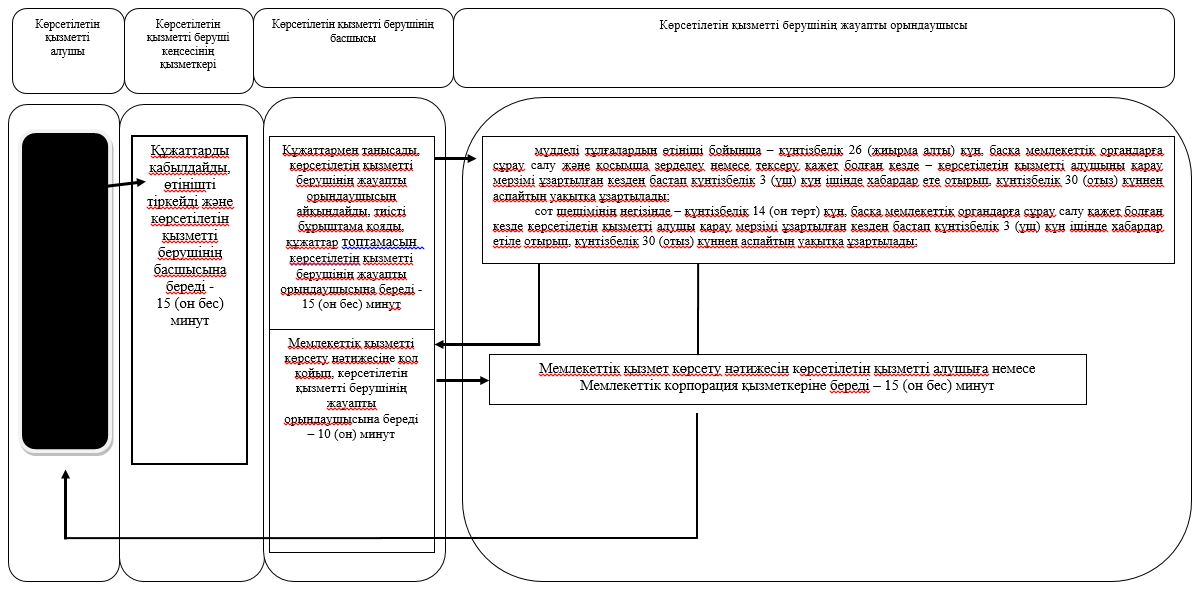 Көрсетілетін
қызметті
алушы
Көрсетілетін
қызметті беруші
кеңсесінің
қызметкері
Көрсетілетін қызметті берушінің
басшысы
Көрсетілетін қызметті берушінің жауапты орындаушысы
Құжаттарды
қабылдайды,
өтінішті
тіркейді және
көрсетілетін
қызметті
берушінің
басшысына
береді -
15 (он бес)
минут
Құжаттармен танысады,
көрсетілетін қызметті
берушінің жауапты
орындаушысын
айқындайды, тиісті
бұрыштама қояды,
құжаттар топтамасын
көрсетілетін қызметті
берушінің жауапты
орындаушысына береді -
15 (он бес) минут
Мемлекеттік қызметті
көрсету нәтижесіне қол
қойып, көрсетілетін
қызметті берушінің
жауапты
орындаушысына береді
– 10 (он) минут
мүдделі тұлғалардың өтініші бойынша – күнтізбелік 26 (жиырма алты) күн, басқа мемлекеттік органдарға
сұрау салу және қосымша зерделеу немесе тексеру қажет болған кезде – көрсетілетін қызметті алушыны қарау
мерзімі ұзартылған кезден бастап күнтізбелік 3 (үш) күн ішінде хабардар ете отырып, күнтізбелік 30 (отыз) күннен
аспайтын уақытқа ұзартылады;
сот шешімінің негізінде – күнтізбелік 14 (он төрт) күн, басқа мемлекеттік органдарға сұрау салу қажет болған
кезде көрсетілетін қызметті алушы қарау мерзімі ұзартылған кезден бастап күнтізбелік 3 (үш) күн ішінде хабардар
етіле отырып, күнтізбелік 30 (отыз) күннен аспайтын уақытқа ұзартылады;
Мемлекеттік қызмет көрсету нәтижесін көрсетілетін қызметті алушыға немесе
Мемлекеттік корпорация қызметкеріне береді – 15 (он бес) минут